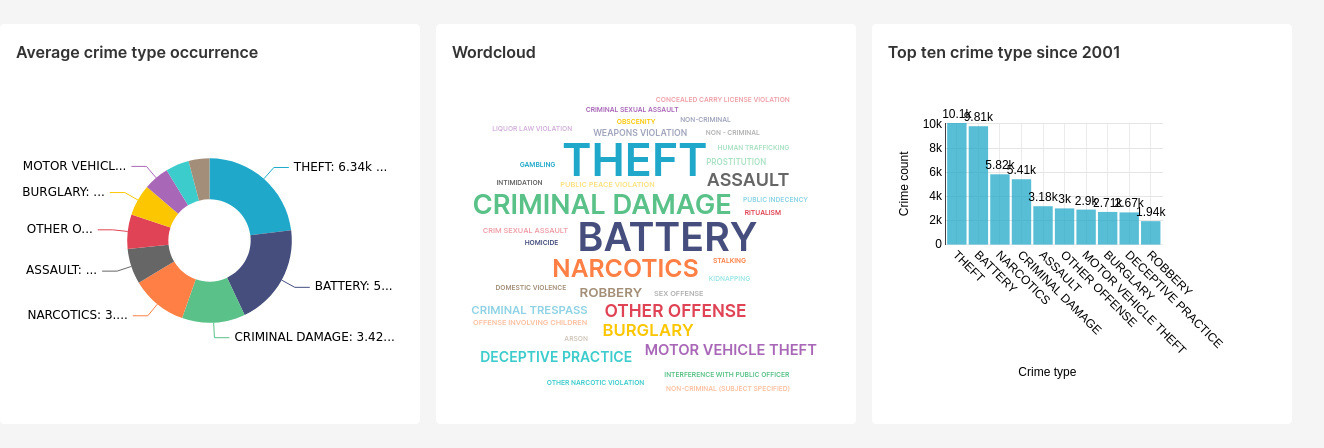 Average crime type occurrence
MOTOR VEHICL...
THEFT: 6.34k ...
BURGLARY: ...
OTHER O...
ASSAULT: ...
BATTERY: 5...
NARCOTICS: 3....
CRIMINAL DAMAGE: 3.42...
Wordcloud
CONCEALED CARRY LICENSE VIOLATION
CRIMINAL SEXUAL ASSAULT
OBSCENITY
NON-CRIMINAL
LIQUOR LAW VIOLATION
WEAPONS VIOLATION
NON - CRIMINAL
THEFT
HUMAN TRAFFICKING
GAMBLING
PROSTITUTION
INTIMIDATION
PUBLIC PEACE VIOLATION
ASSAULT
CRIMINAL DAMAGE
PUBLIC INDECENCY
RITUALISM
CRIM SEXUAL ASSAULT
BATTERY
HOMICIDE
NARCOTICS
STALKING
KIDNAPPING
DOMESTIC VIOLENCE
ROBBERY
SEX OFFENSE
CRIMINAL TRESPASS
OTHER OFFENSE
OFFENSE INVOLVING CHILDREN
BURGLARY
ARSON
DECEPTIVE PRACTICE
MOTOR VEHICLE THEFT
INTERFERENCE WITH PUBLIC OFFICER
OTHER NARCOTIC VIOLATION
NON-CRIMINAL (SUBJECT SPECIFIED)
Top ten crime type since 2001
Crime count
10k
8k
6k
4k
2k
0
10.1k
9.81k
5.82k
5.41k
3.18k
3k
2.9k
2.71k
2.67k
1.94k
THEFT
BATTERY
NARCOTICS
CRIMINAL DAMAGE
ASSAULT
OTHER OFFENSE
MOTOR VEHICLE THEFT
BURGLARY
DECEPTIVE PRACTICE
ROBBERY
Crime type